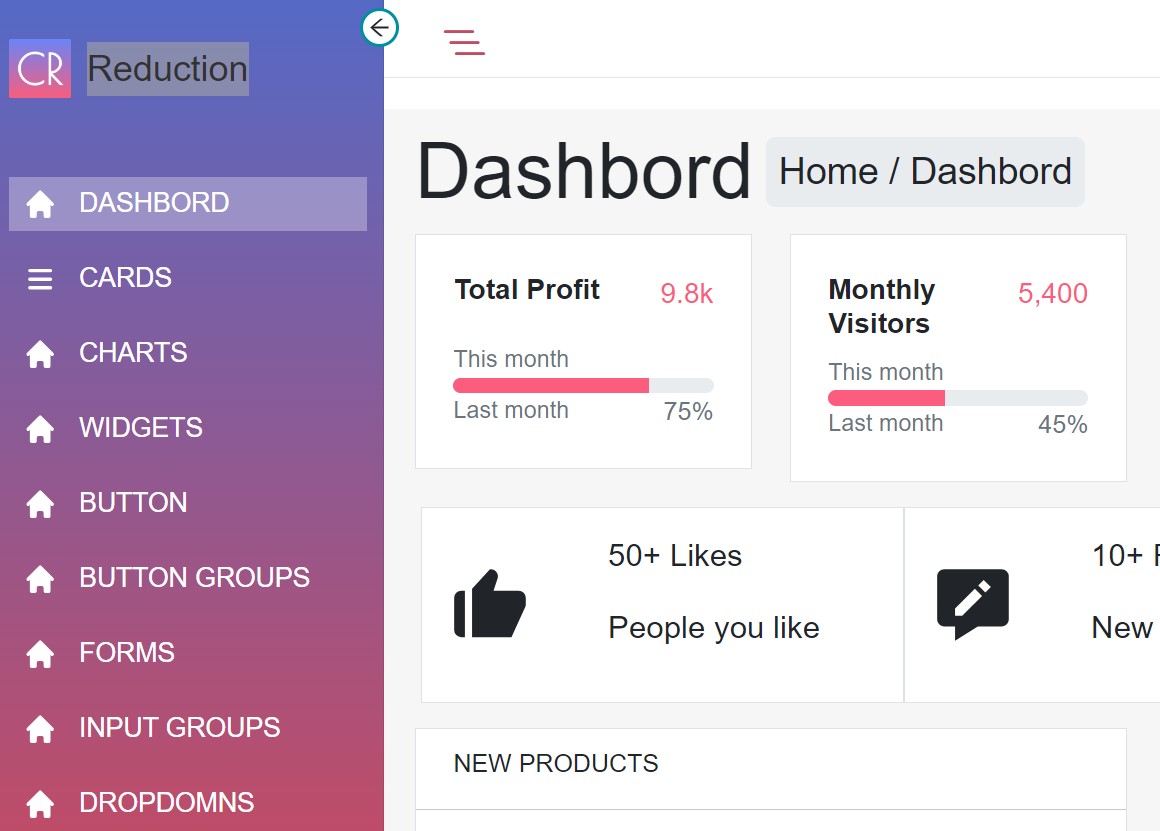 CR Reduction
DASHBORD
CARDS
CHARTS
WIDGETS
BUTTON
BUTTON GROUPS
FORMS
INPUT GROUPS
DROPDOMNS
Dashbord
Home / Dashbord
Total Profit
9.8k
This month
Last month
75%
Monthly
Visitors
5,400
This month
Last month
45%
50+ Likes
People you like
10+
New
NEW PRODUCTS